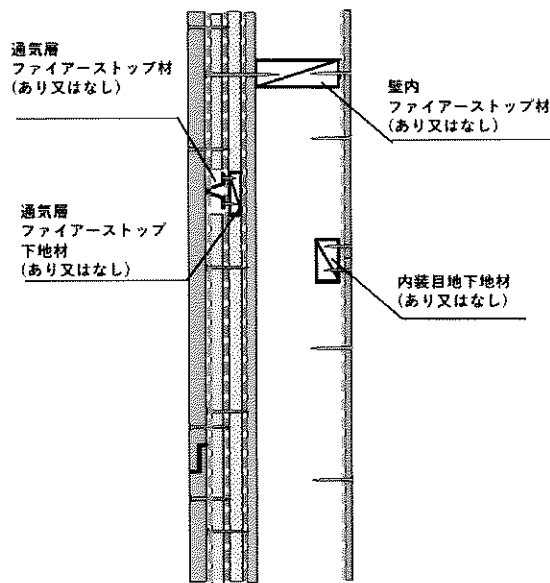 通気層
ファイアーストップ材
(あり又はなし)
壁内
ファイアーストップ材
(あり又はなし)
通気層
ファイアーストップ
下地材
(あり又はなし)
内装目地下地材
(あり又はなし)